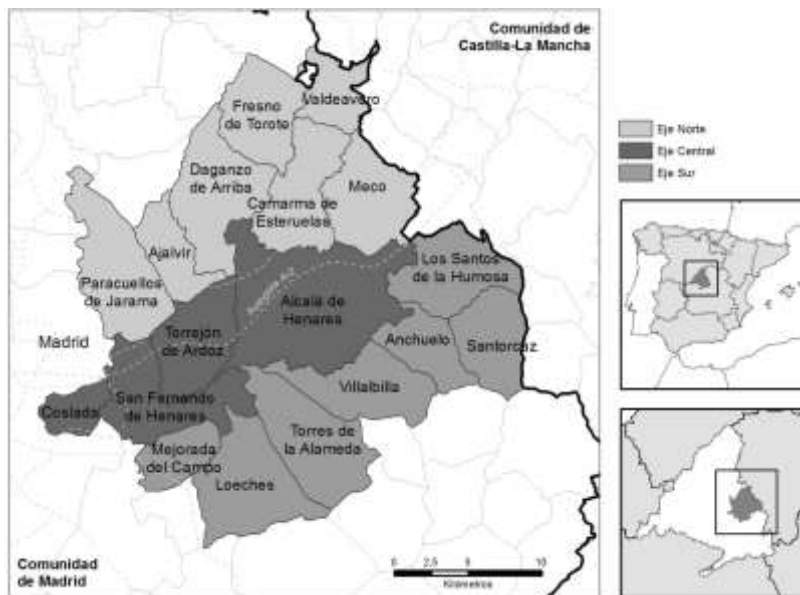 Comunidad de
Castilla-La Mancha
Valdeavero
Fresno
de Torote
Daganzo
de Arriba
Meco
Camarma de
Esteruelas
Ajalvir
Los Santos
de la Humosa
Paracuellos
de Jarama
Alcalá de
Henares
Madrid
Torrejón
de Ardoz
Anchuelo
Santorcaz
Villalbilla
Coslada
San Fernando
de Henares
Mejorada
del Campo
Torres de
la Alameda
Loeches
Comunidad
de Madrid
0 2,5 5 10
Kilómetros
Eje Norte
Eje Central
Eje Sur